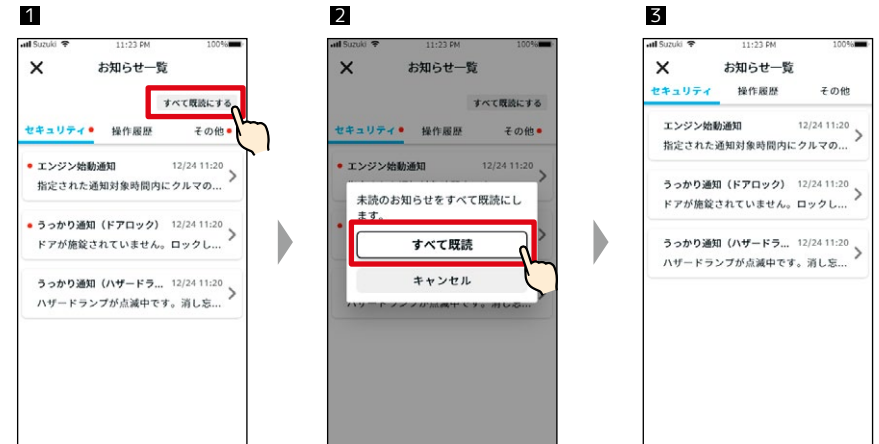 1
Suzuki 11:23 PM 100%
お知らせ一覧
すべて既読にする
セキュリティ 操作履歴 その他
エンジン始動通知 12/24 11:20
指定された通知対象時間内にクルマの...
うっかり通知（ドアロック） 12/24 11:20
ドアが施錠されていません。ロックし...
うっかり通知（ハザードラ... 12/24 11:20
ハザードランプが点滅中です。消し忘...
2
Suzuki 11:23 PM 100%
お知らせ一覧
すべて既読にする
セキュリティ 操作履歴 その他
エンジン始動通知 12/24 11:20
未読のお知らせをすべて既読にし
ます。
すべて既読
キャンセル
3
Suzuki 11:23 PM 100%
お知らせ一覧
セキュリティ 操作履歴 その他
エンジン始動通知 12/24 11:20
指定された通知対象時間内にクルマの...
うっかり通知（ドアロック） 12/24 11:20
ドアが施錠されていません。ロックし...
うっかり通知（ハザードラ... 12/24 11:20
ハザードランプが点滅中です。消し忘...